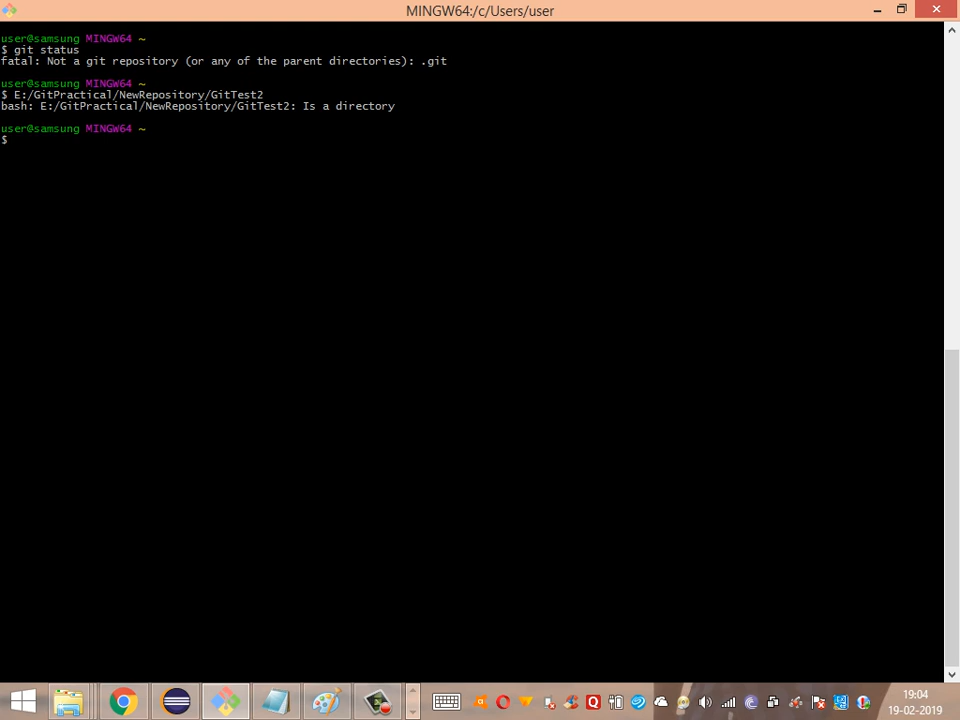 MINGW64:/c/Users/user
user@samsung MINGW64 ~
$ git status
fatal: Not a git repository (or any of the parent directories): .git
user@samsung MINGW64 ~
$ E:/GitPractical/NewRepository/GitTest2
bash: E:/GitPractical/NewRepository/GitTest2: Is a directory
user@samsung MINGW64 ~
$
19:04
19-02-2019